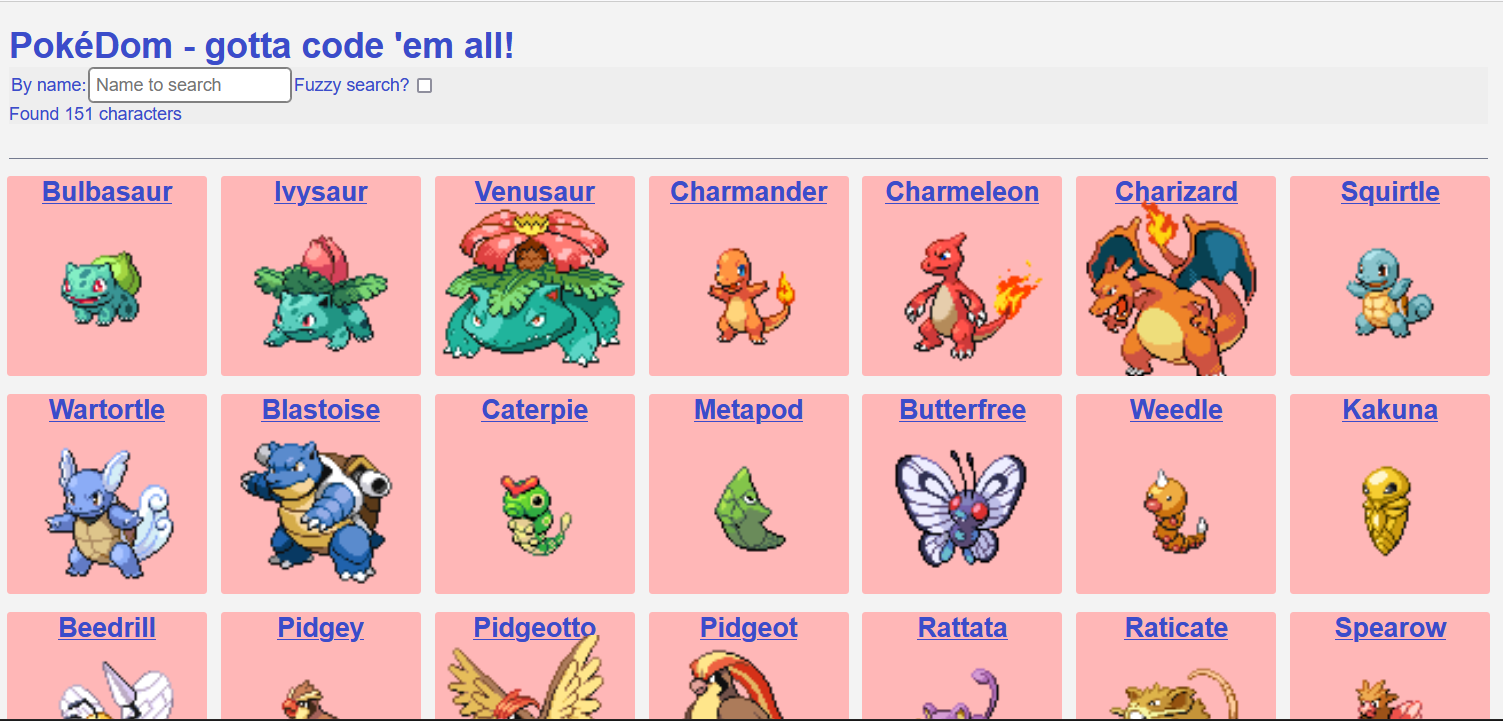 PokéDom - gotta code 'em all!
By name: Name to search Fuzzy search?
Found 151 characters
Bulbasaur Ivysaur Venusaur Charmander Charmeleon Charizard Squirtle
Wartortle Blastoise Caterpie Metapod Butterfree Weedle Kakuna
Beedrill Pidgey Pidgeotto Pidgeot Rattata Raticate Spearow